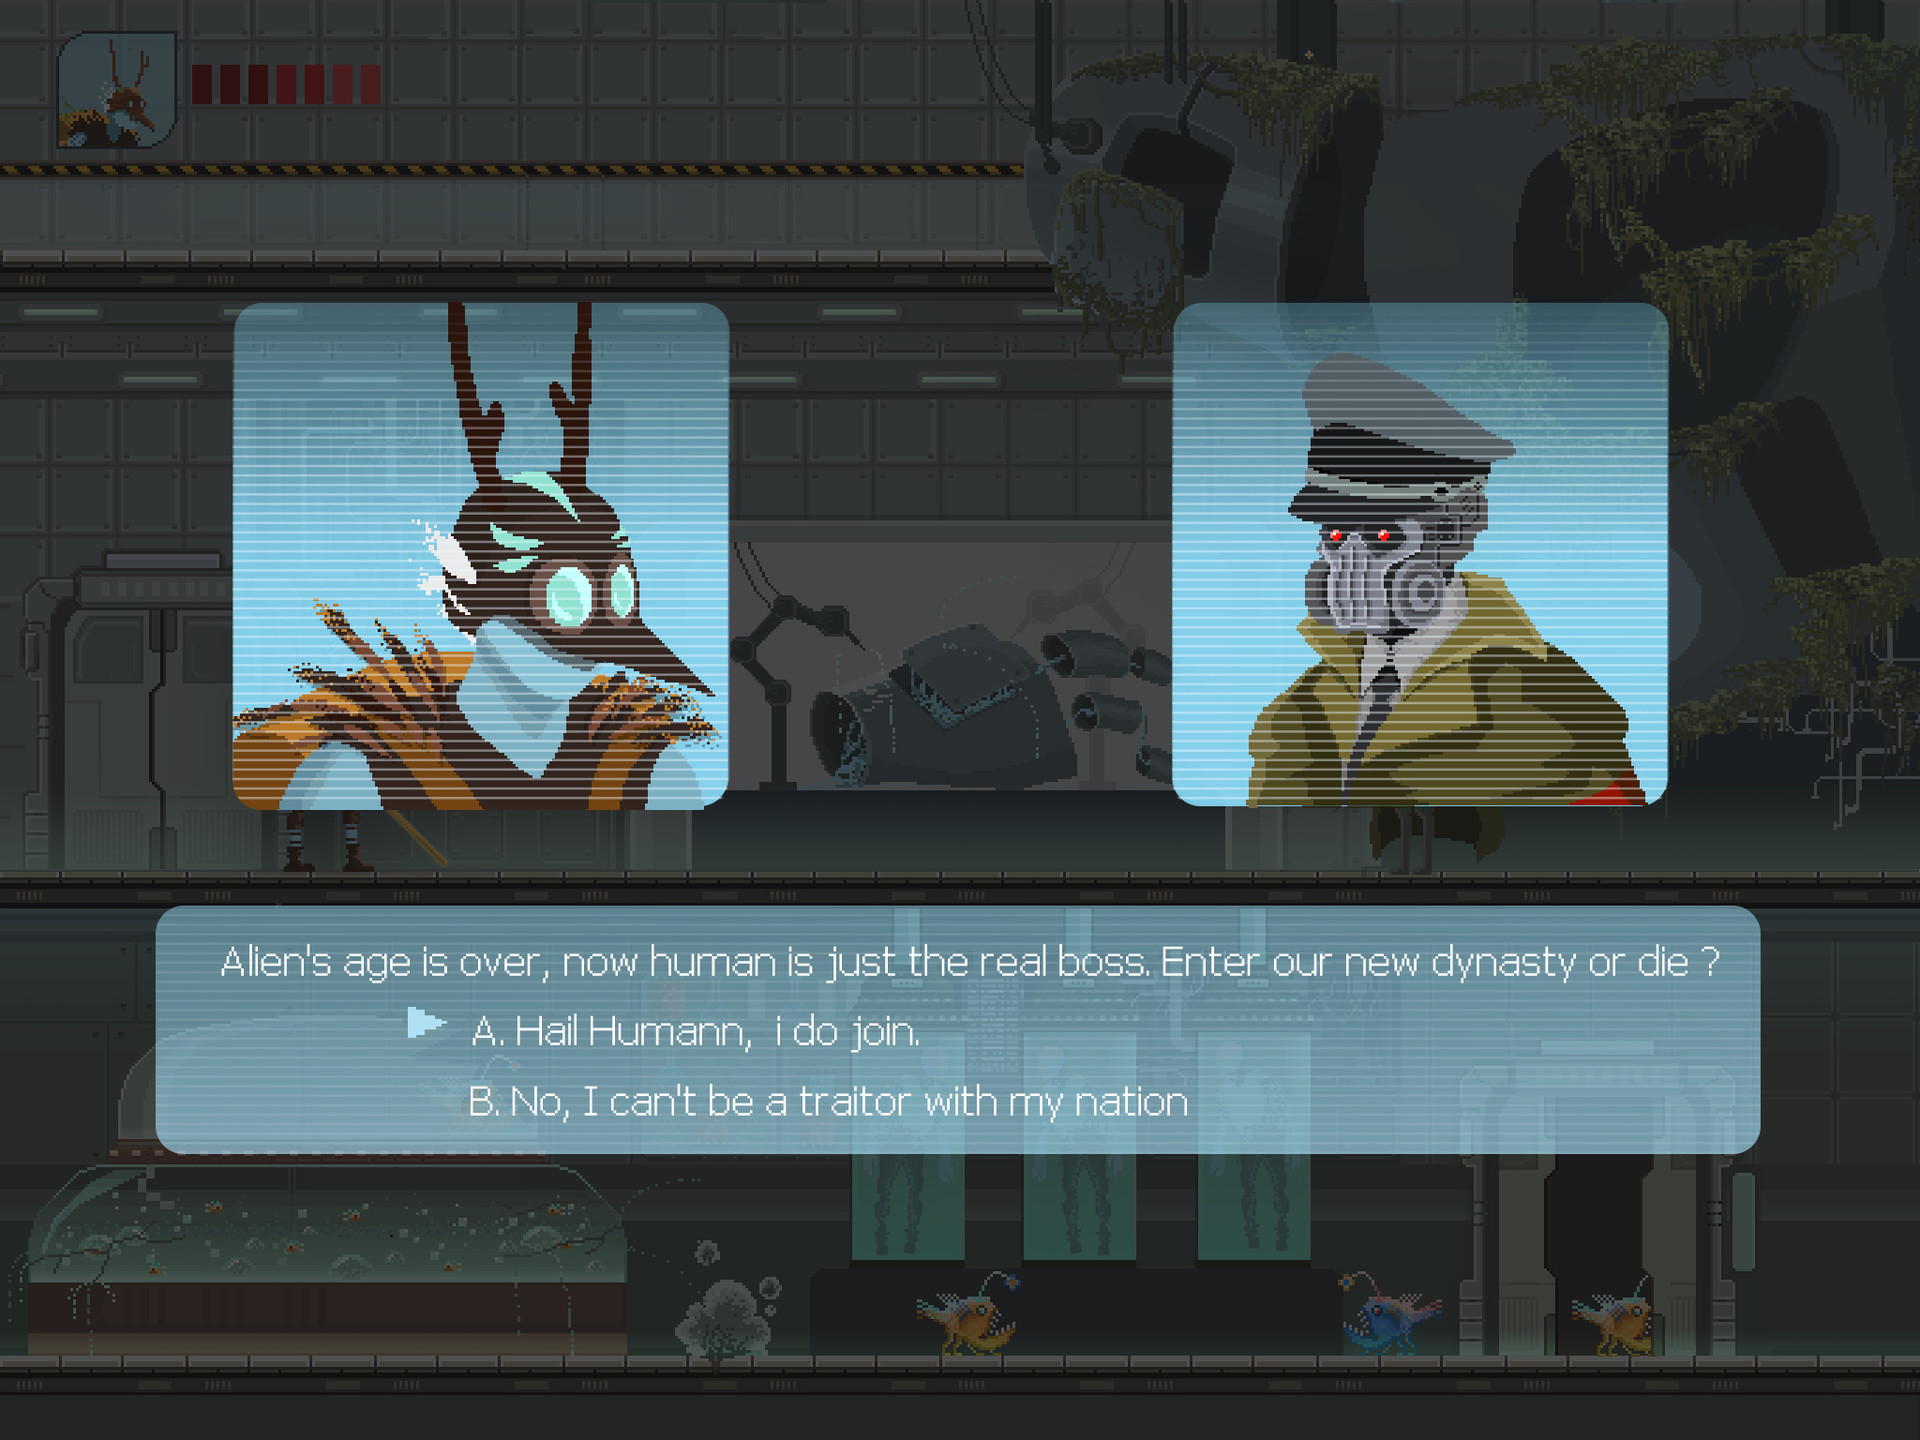 Alien's age is over, now human is just the real boss. Enter our new dynasty or die ?
A. Hail Humann, i do join.
B. No, I can't be a traitor with my nation